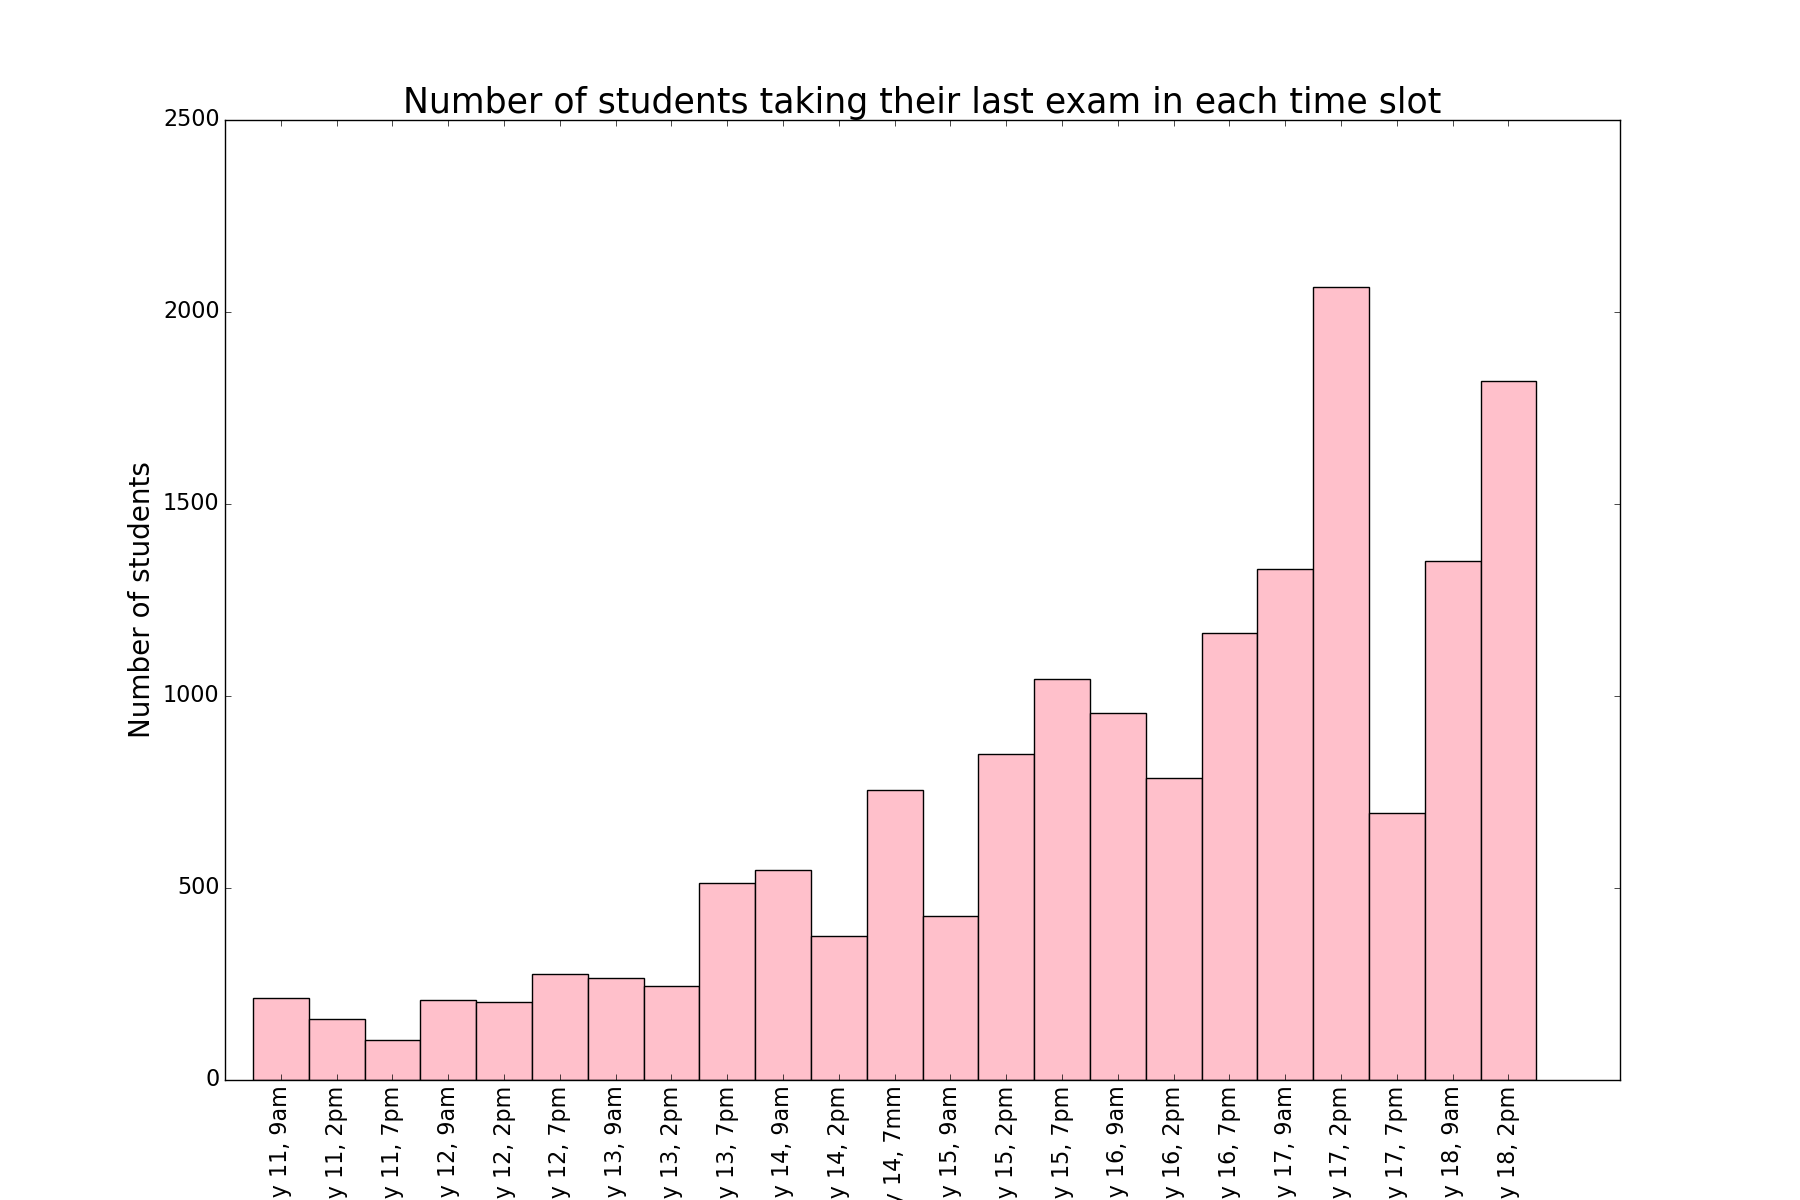 Number of students taking their last exam in each time slot
2500
2000
1500
1000
500
0
Number of students
y 11, 9am
y 11, 2pm
y 11, 7pm
y 12, 9am
y 12, 2pm
y 12, 7pm
y 13, 9am
y 13, 2pm
y 13, 7pm
y 14, 9am
y 14, 2pm
y 14, 7mm
y 15, 9am
y 15, 2pm
y 15, 7pm
y 16, 9am
y 16, 2pm
y 16, 7pm
y 17, 9am
y 17, 2pm
y 17, 7pm
y 18, 9am
y 18, 2pm